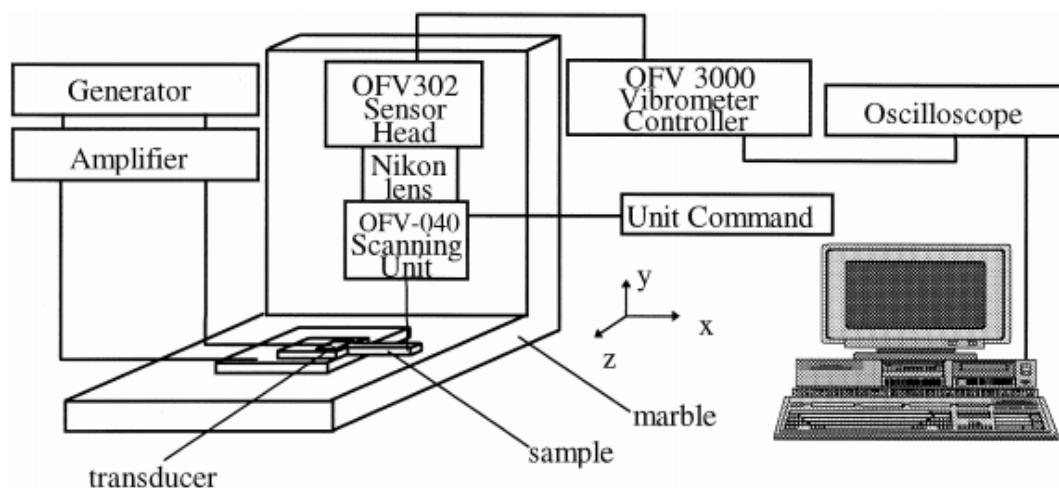 Generator
Amplifier
OFV302
Sensor
Head
Nikon
lens
OFV-040
Scanning
Unit
OFV 3000
Vibrometer
Controller
Oscilloscope
Unit Command
y
x
z
marble
sample
transducer